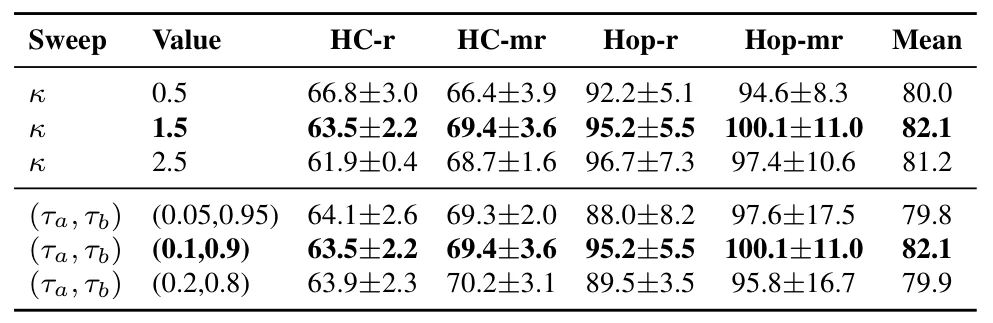 Sweep Value HC-r HC-mr Hop-r Hop-mr Mean
κ 0.5 66.8±3.0 66.4±3.9 92.2±5.1 94.6±8.3 80.0
κ 1.5 63.5±2.2 69.4±3.6 95.2±5.5 100.1±11.0 82.1
κ 2.5 61.9±0.4 68.7±1.6 96.7±7.3 97.4±10.6 81.2
(τa, τb) (0.05,0.95) 64.1±2.6 69.3±2.0 88.0±8.2 97.6±17.5 79.8
(τa, τb) (0.1,0.9) 63.5±2.2 69.4±3.6 95.2±5.5 100.1±11.0 82.1
(τa, τb) (0.2,0.8) 63.9±2.3 70.2±3.1 89.5±3.5 95.8±16.7 79.9